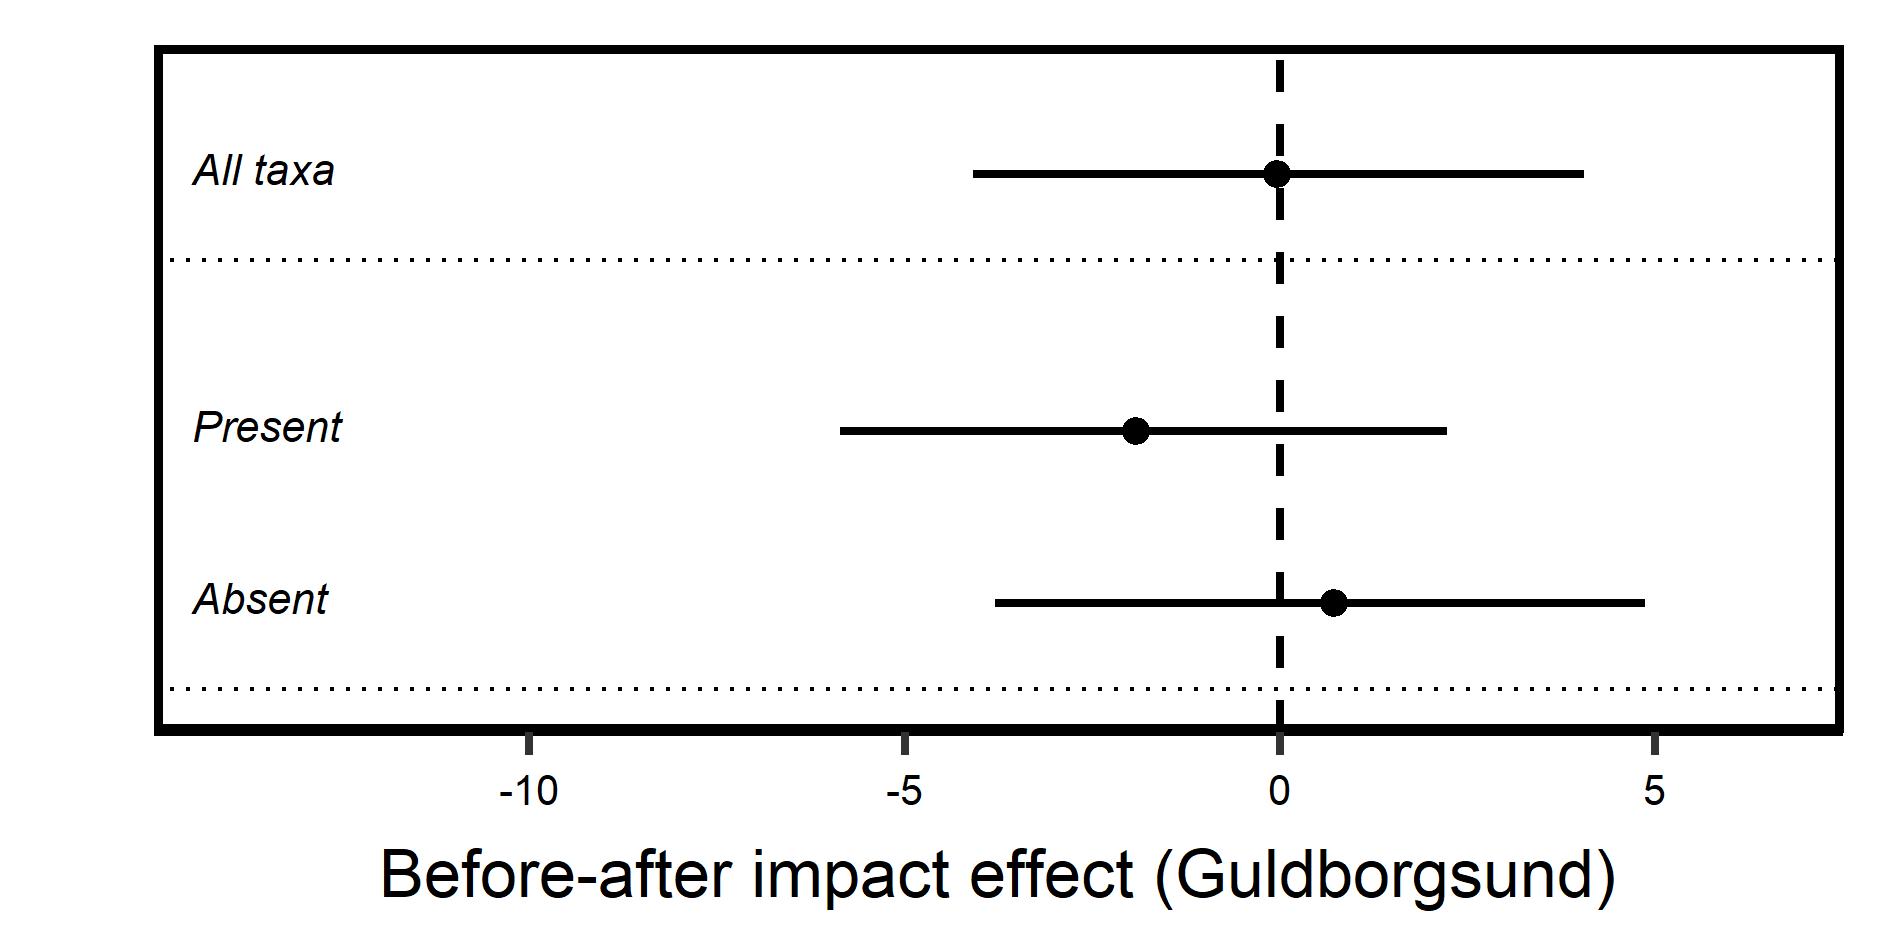 All taxa
Present
Absent
-10 -5 0 5
Before-after impact effect (Guldborgsund)